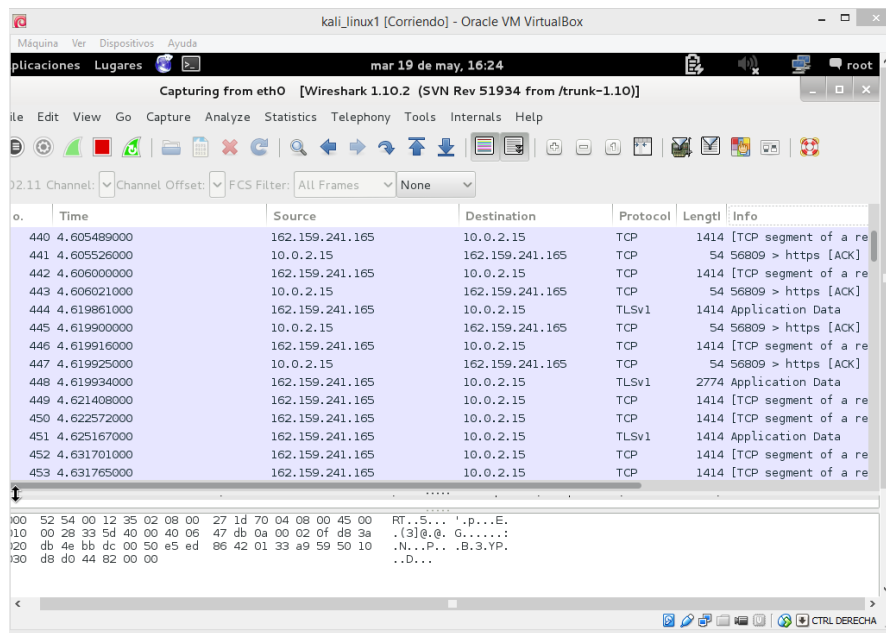 kali_linux1 [Corriendo] - Oracle VM VirtualBox
Máquina Ver Dispositivos Ayuda
plicaciones Lugares mar 19 de may, 16:24 root
Capturing from eth0 [Wireshark 1.10.2 (SVN Rev 51934 from /trunk-1.10)]
ile Edit View Go Capture Analyze Statistics Telephony Tools Internals Help
02.11 Channel: Channel Offset: FCS Filter: All Frames None
o. Time Source Destination Protocol Lengtl Info
440 4.605489000 162.159.241.165 10.0.2.15 TCP 1414 [TCP segment of a re
441 4.605526000 10.0.2.15 162.159.241.165 TCP 54 56809 > https [ACK]
442 4.606000000 162.159.241.165 10.0.2.15 TCP 1414 [TCP segment of a re
443 4.606021000 10.0.2.15 162.159.241.165 TCP 54 56809 > https [ACK]
444 4.619861000 162.159.241.165 10.0.2.15 TLSv1 1414 Application Data
445 4.619900000 10.0.2.15 162.159.241.165 TCP 54 56809 > https [ACK]
446 4.619916000 162.159.241.165 10.0.2.15 TCP 1414 [TCP segment of a re
447 4.619925000 10.0.2.15 162.159.241.165 TCP 54 56809 > https [ACK]
448 4.619934000 162.159.241.165 10.0.2.15 TLSv1 2774 Application Data
449 4.621408000 162.159.241.165 10.0.2.15 TCP 1414 [TCP segment of a re
450 4.622572000 162.159.241.165 10.0.2.15 TCP 1414 [TCP segment of a re
451 4.625167000 162.159.241.165 10.0.2.15 TLSv1 1414 Application Data
452 4.631701000 162.159.241.165 10.0.2.15 TCP 1414 [TCP segment of a re
453 4.631765000 162.159.241.165 10.0.2.15 TCP 1414 [TCP segment of a re
000 52 54 00 12 35 02 08 00 27 1d 70 04 08 00 45 00 RT..5... '.p...E.
010 00 28 33 5d 40 00 40 06 47 db 0a 00 02 0f d8 3a .(3]@.@. G......:
020 db 4e bb dc 00 50 e5 ed 86 42 01 33 a9 59 50 10 .N...P.. .B.3.YP.
030 d8 d0 44 82 00 00 ..D...
CTRL DERECHA